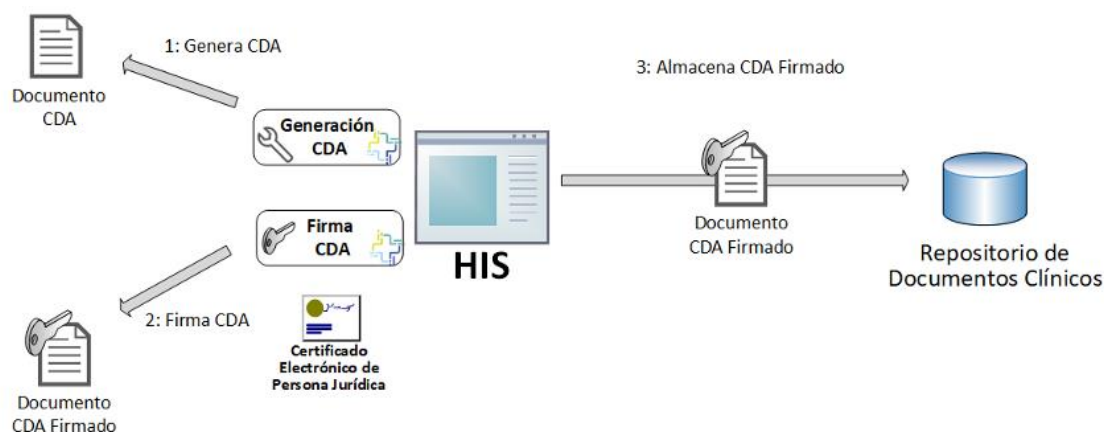 1: Genera CDA
Documento
CDA
Generación
CDA
3: Almacena CDA Firmado
Firma
CDA
HIS
Documento
CDA Firmado
Repositorio de
Documentos Clínicos
2: Firma CDA
Certificado
Electrónico de
Persona Jurídica
Documento
CDA Firmado